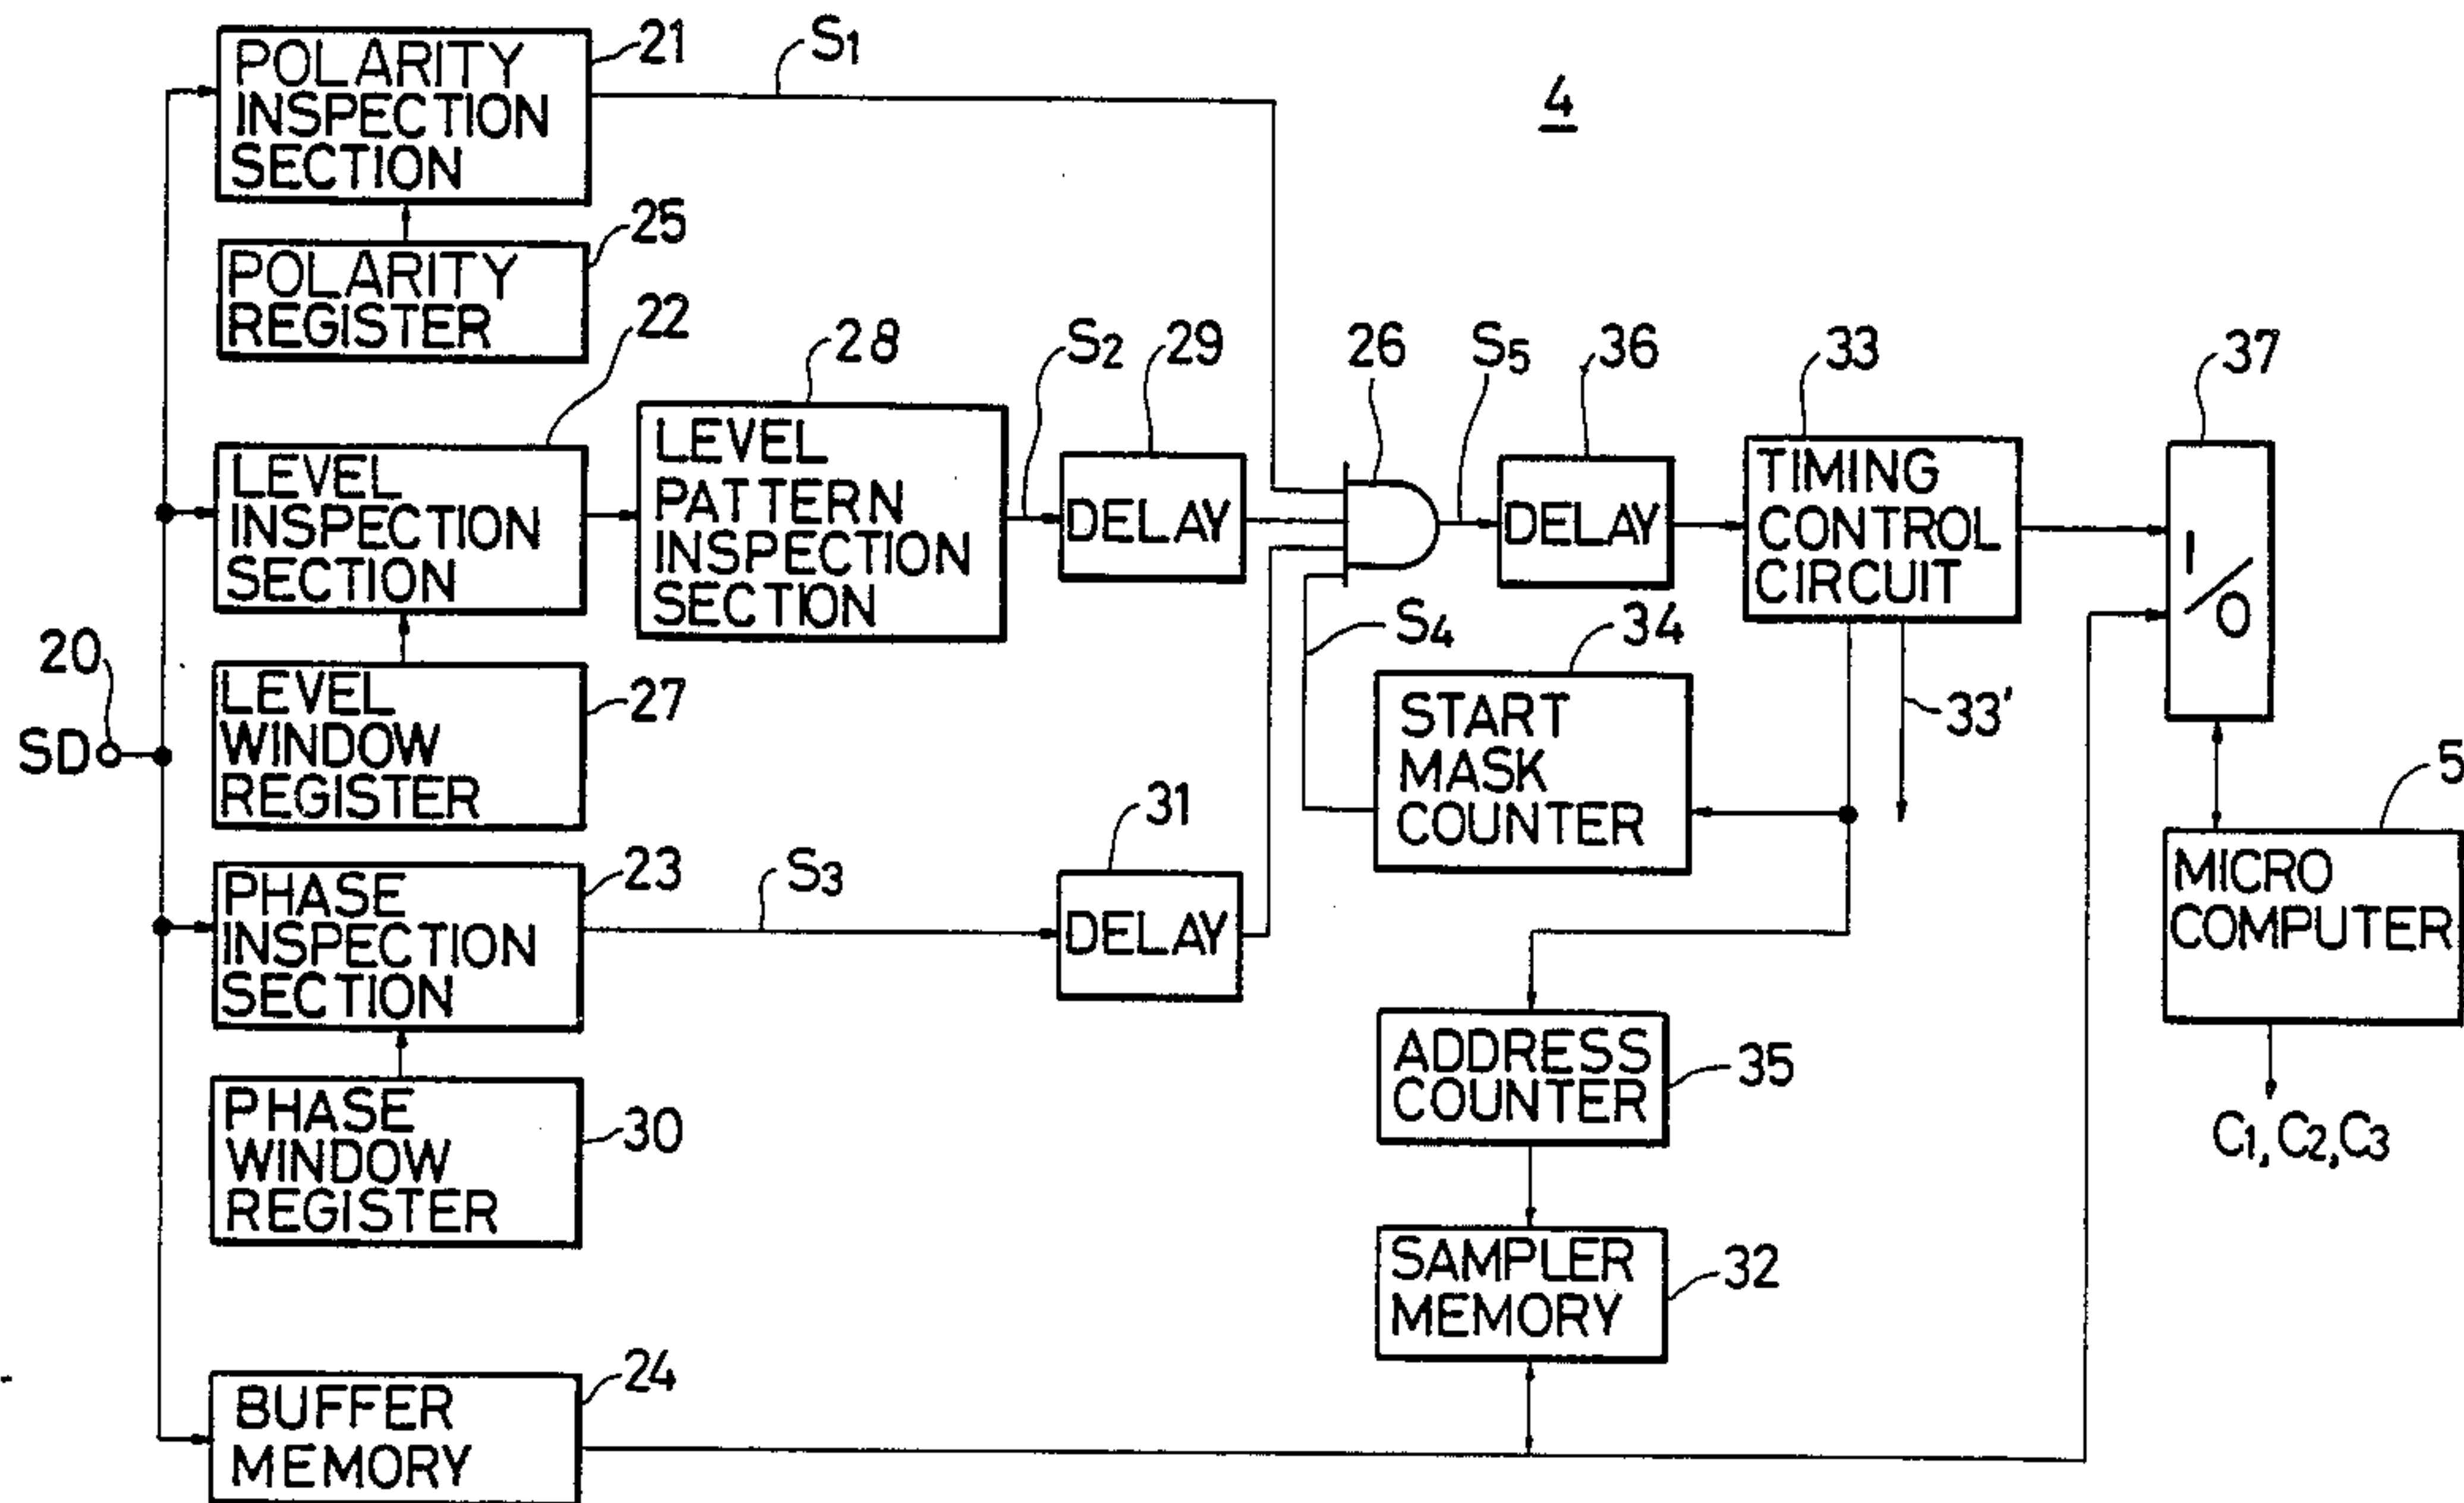 21
S1
4
POLARITY
INSPECTION
SECTION
25
POLARITY
REGISTER
22
28
S2
29
26
S5
36
33
37
LEVEL
INSPECTION
SECTION
LEVEL
PATTERN
INSPECTION
SECTION
DELAY
DELAY
TIMING
CONTROL
CIRCUIT
I/O
20
SD
LEVEL
WINDOW
REGISTER
27
S4
34
START
MASK
COUNTER
33'
5
31
23
S3
PHASE
INSPECTION
SECTION
DELAY
MICRO
COMPUTER
PHASE
WINDOW
REGISTER
30
ADDRESS
COUNTER
35
C1, C2, C3
SAMPLER
MEMORY
32
24
BUFFER
MEMORY